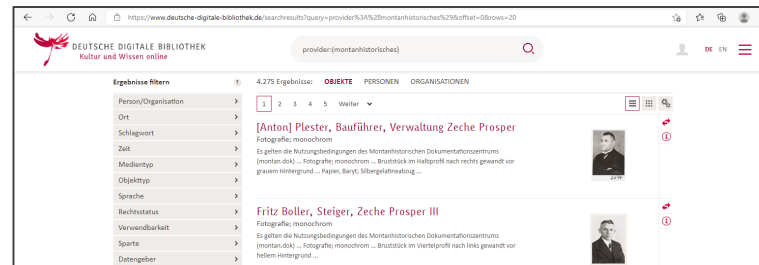 https://www.deutsche-digitale-bibliothek.de/searchresults?query=provider%3A%28montanhistorisches%29&offset=0&rows=20
DEUTSCHE DIGITALE BIBLIOTHEK
Kultur und Wissen online
provider:(montanhistorisches)
DE EN
Ergebnisse filtern ?
4.275 Ergebnisse: OBJEKTE PERSONEN ORGANISATIONEN
Person/Organisation
Ort
Schlagwort
Zeit
Medientyp
Objekttyp
Sprache
Rechtsstatus
Verwendbarkeit
Sparte
Datengeber
1 2 3 4 5 Weiter
[Anton] Plester, Bauführer, Verwaltung Zeche Prosper
Fotografie; monochrom
Es gelten die Nutzungsbedingungen des Montanhistorischen Dokumentationszentrums
(montan.dok) ... Fotografie; monochrom ... Bruststück im Halbprofil nach rechts gewandt vor
grauem Hintergrund ... Papier, Baryt; Silbergelatineabzug ...
Fritz Boller, Steiger, Zeche Prosper III
Fotografie; monochrom
Es gelten die Nutzungsbedingungen des Montanhistorischen Dokumentationszentrums
(montan.dok) ... Fotografie; monochrom ... Bruststück im Viertelprofil nach links gewandt vor
hellem Hintergrund ...